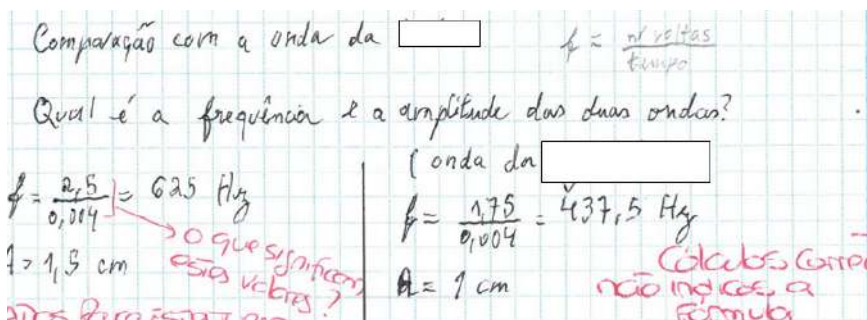 Comparação com a onda da
f = nº voltas / tempo
Qual é a frequência e a amplitude das duas ondas?
f = 2,5 / 0,004 = 625 Hz
= 1,5 cm
O que significam estes valores?
( onda da
f = 1,75 / 0,004 = 437,5 Hz
A = 1 cm
Cálculos
não indicas a
fórmula